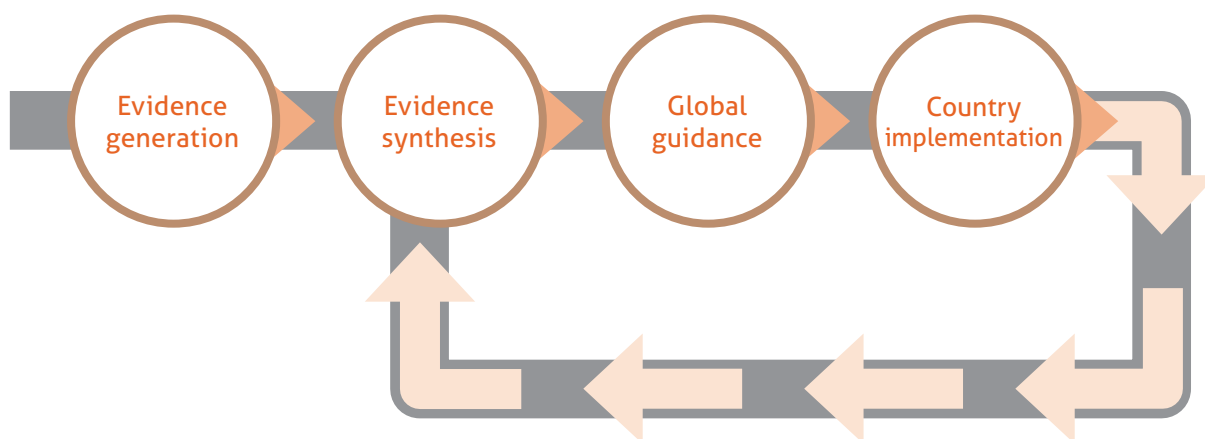 Evidence
generation
Evidence
synthesis
Global
guidance
Country
implementation